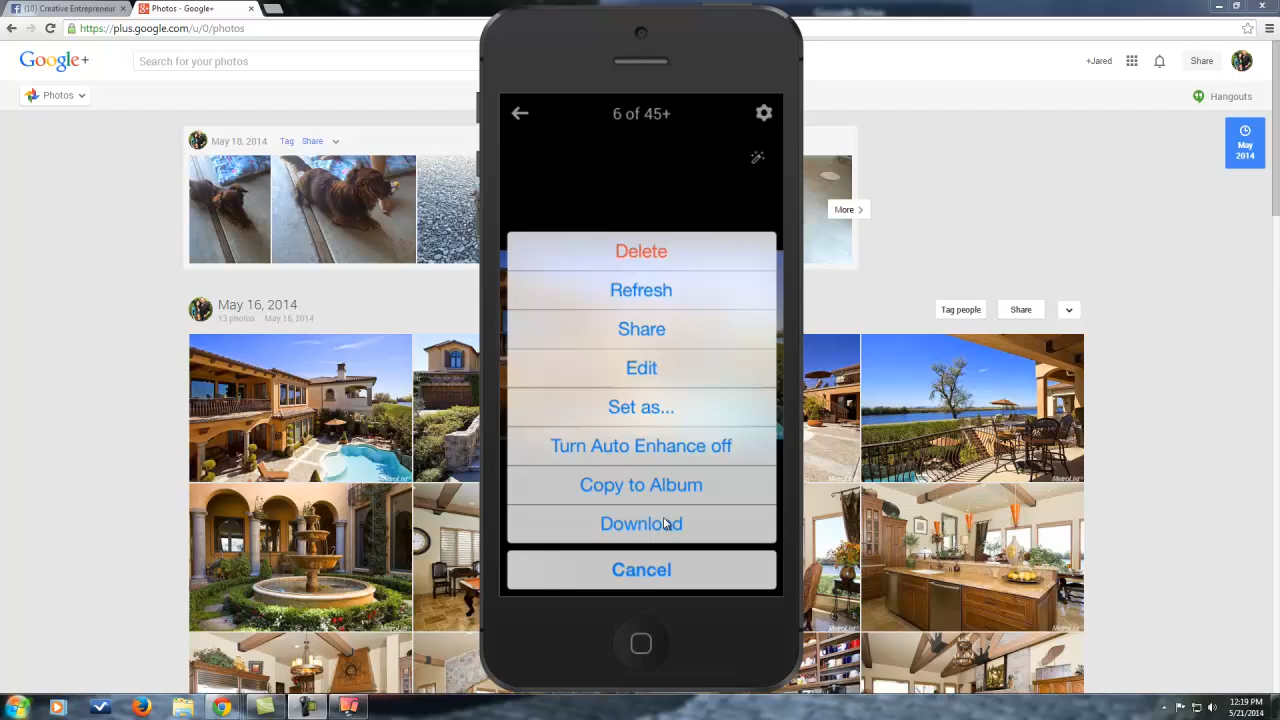 (10) Creative Entrepreneur
Photos - Google+
https://plus.google.com/u/0/photos
Google+
Search for your photos
+Jared
Share
Photos
Hangouts
May 18, 2014
Tag
Share
May
2014
More
May 16, 2014
13 photos May 16, 2014
Tag people
Share
6 of 45+
Delete
Refresh
Share
Edit
Set as...
Turn Auto Enhance off
Copy to Album
Download
Cancel
MetroList
MetroList
MetroList
12:19 PM
5/21/2014